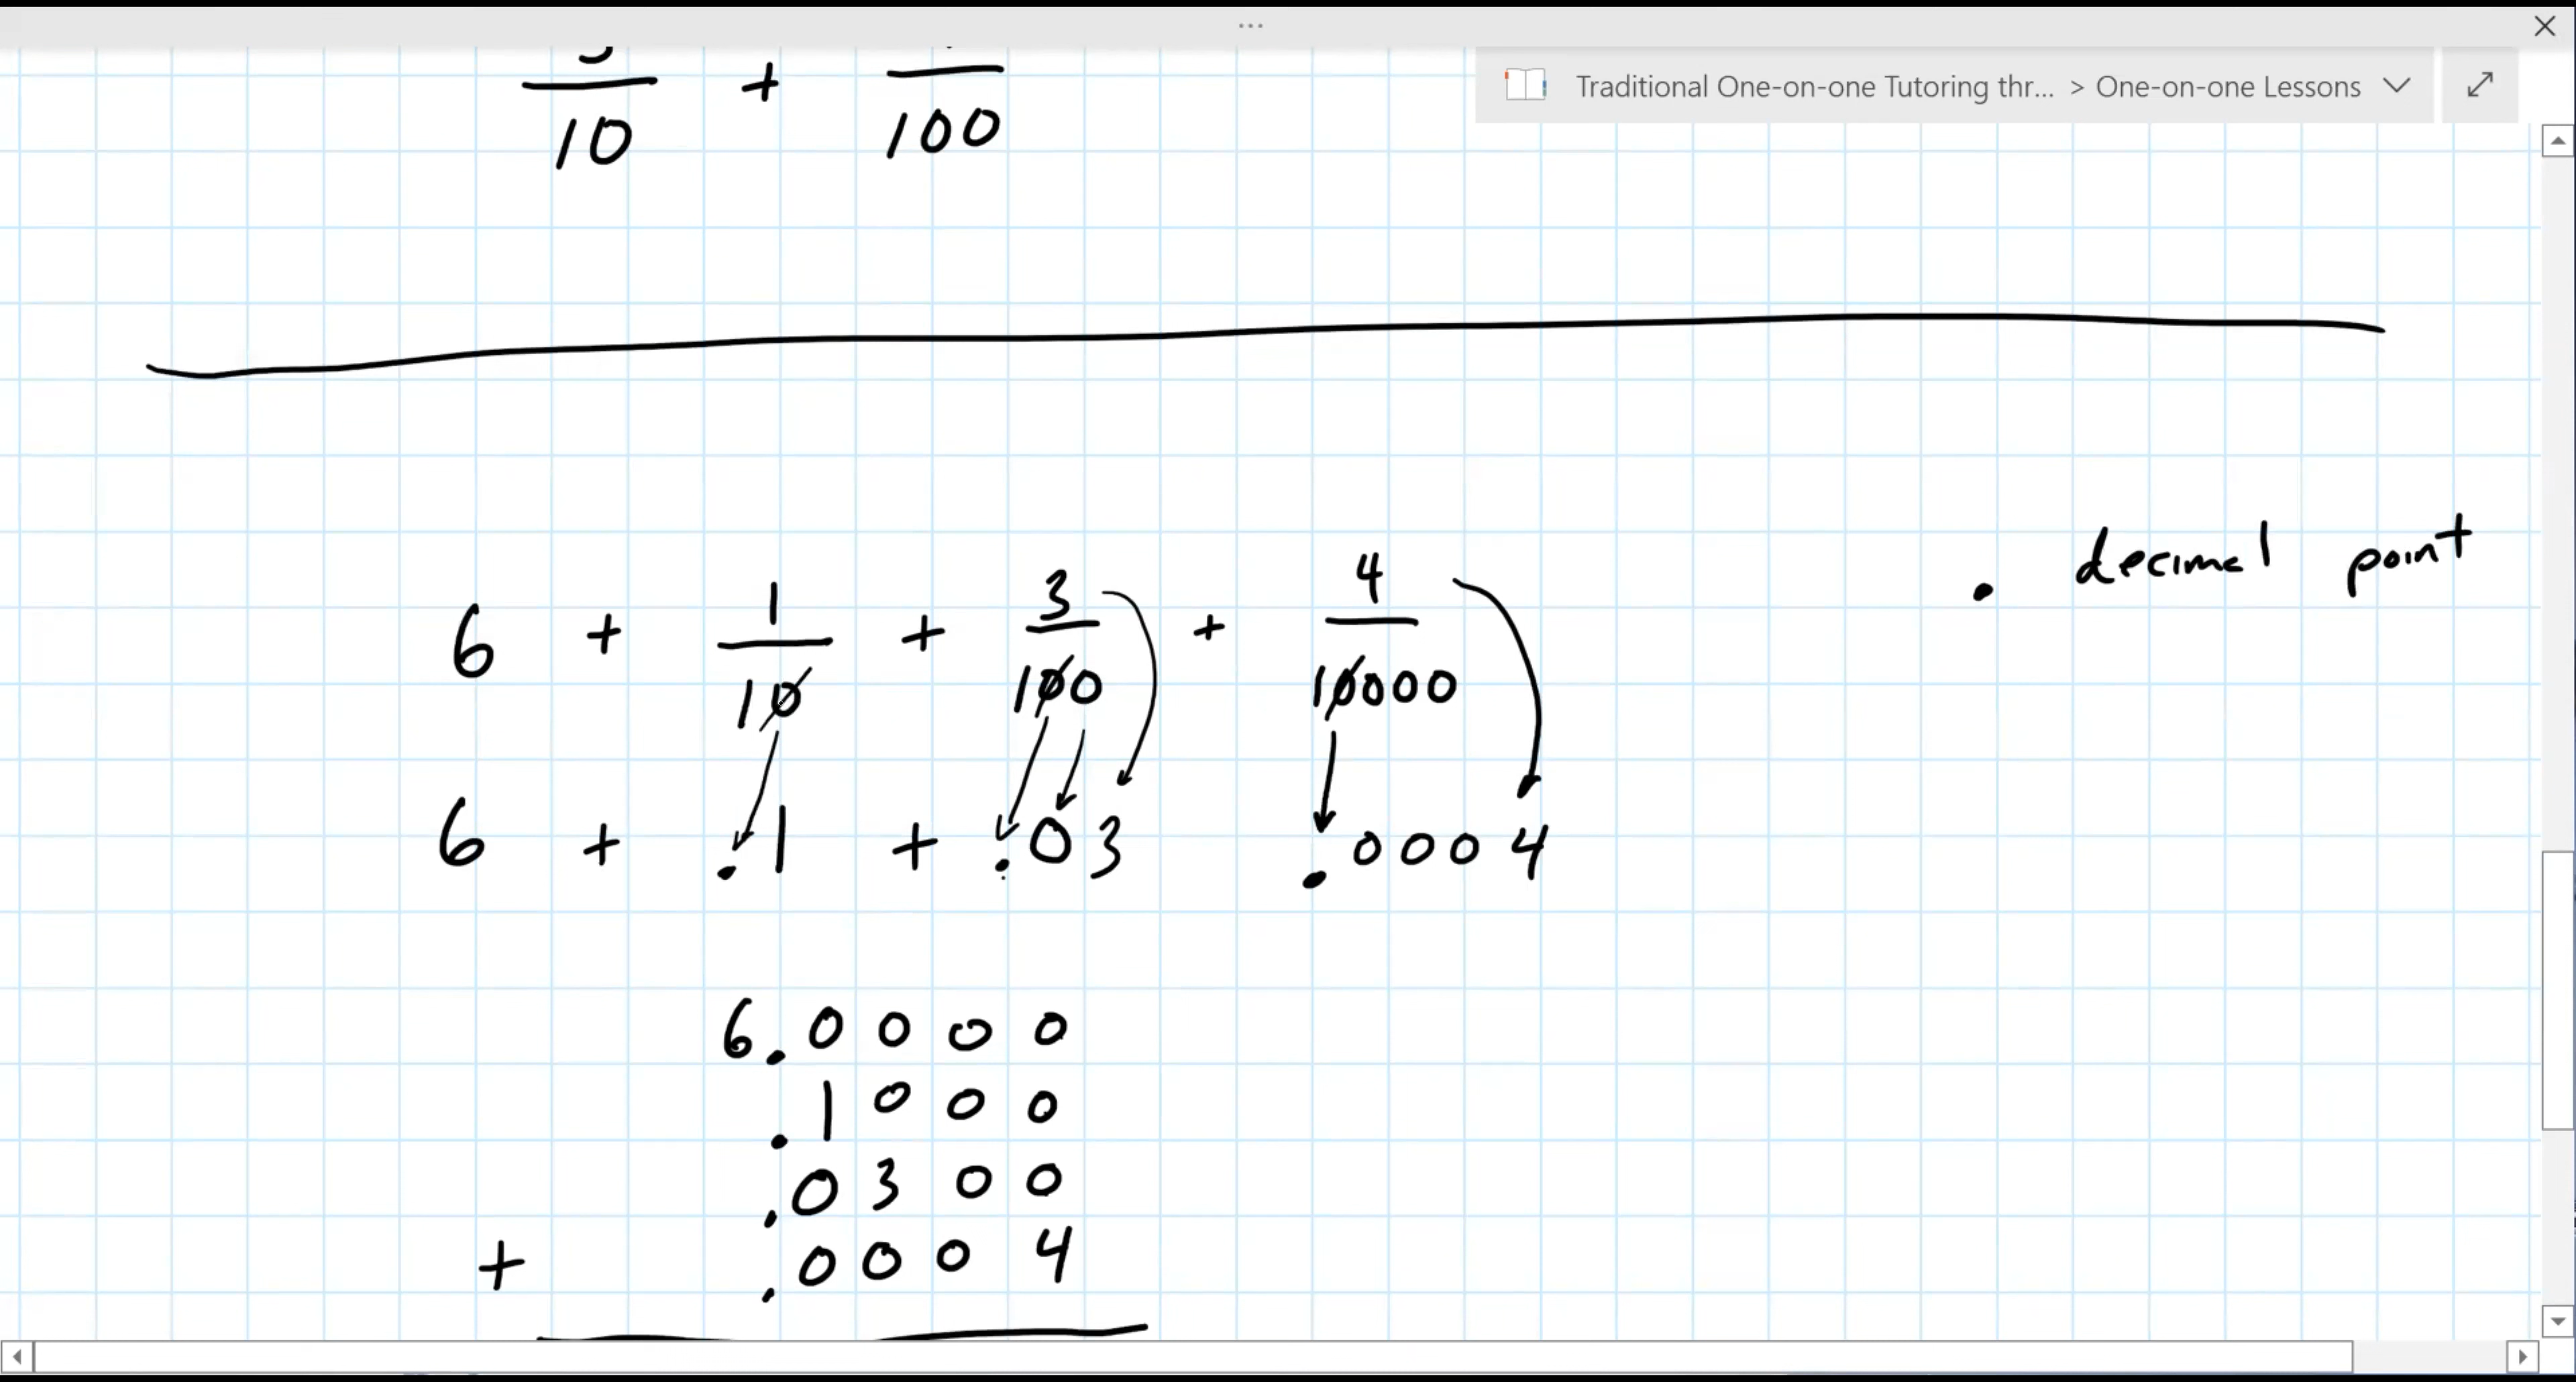 ...
Traditional One-on-one Tutoring thr... > One-on-one Lessons
+
10 100
. decimal point
6 + 1/10 + 3/100 + 4/10000
6 + .1 + .03 .0004
6.0000
.1000
.0300
+ .0004